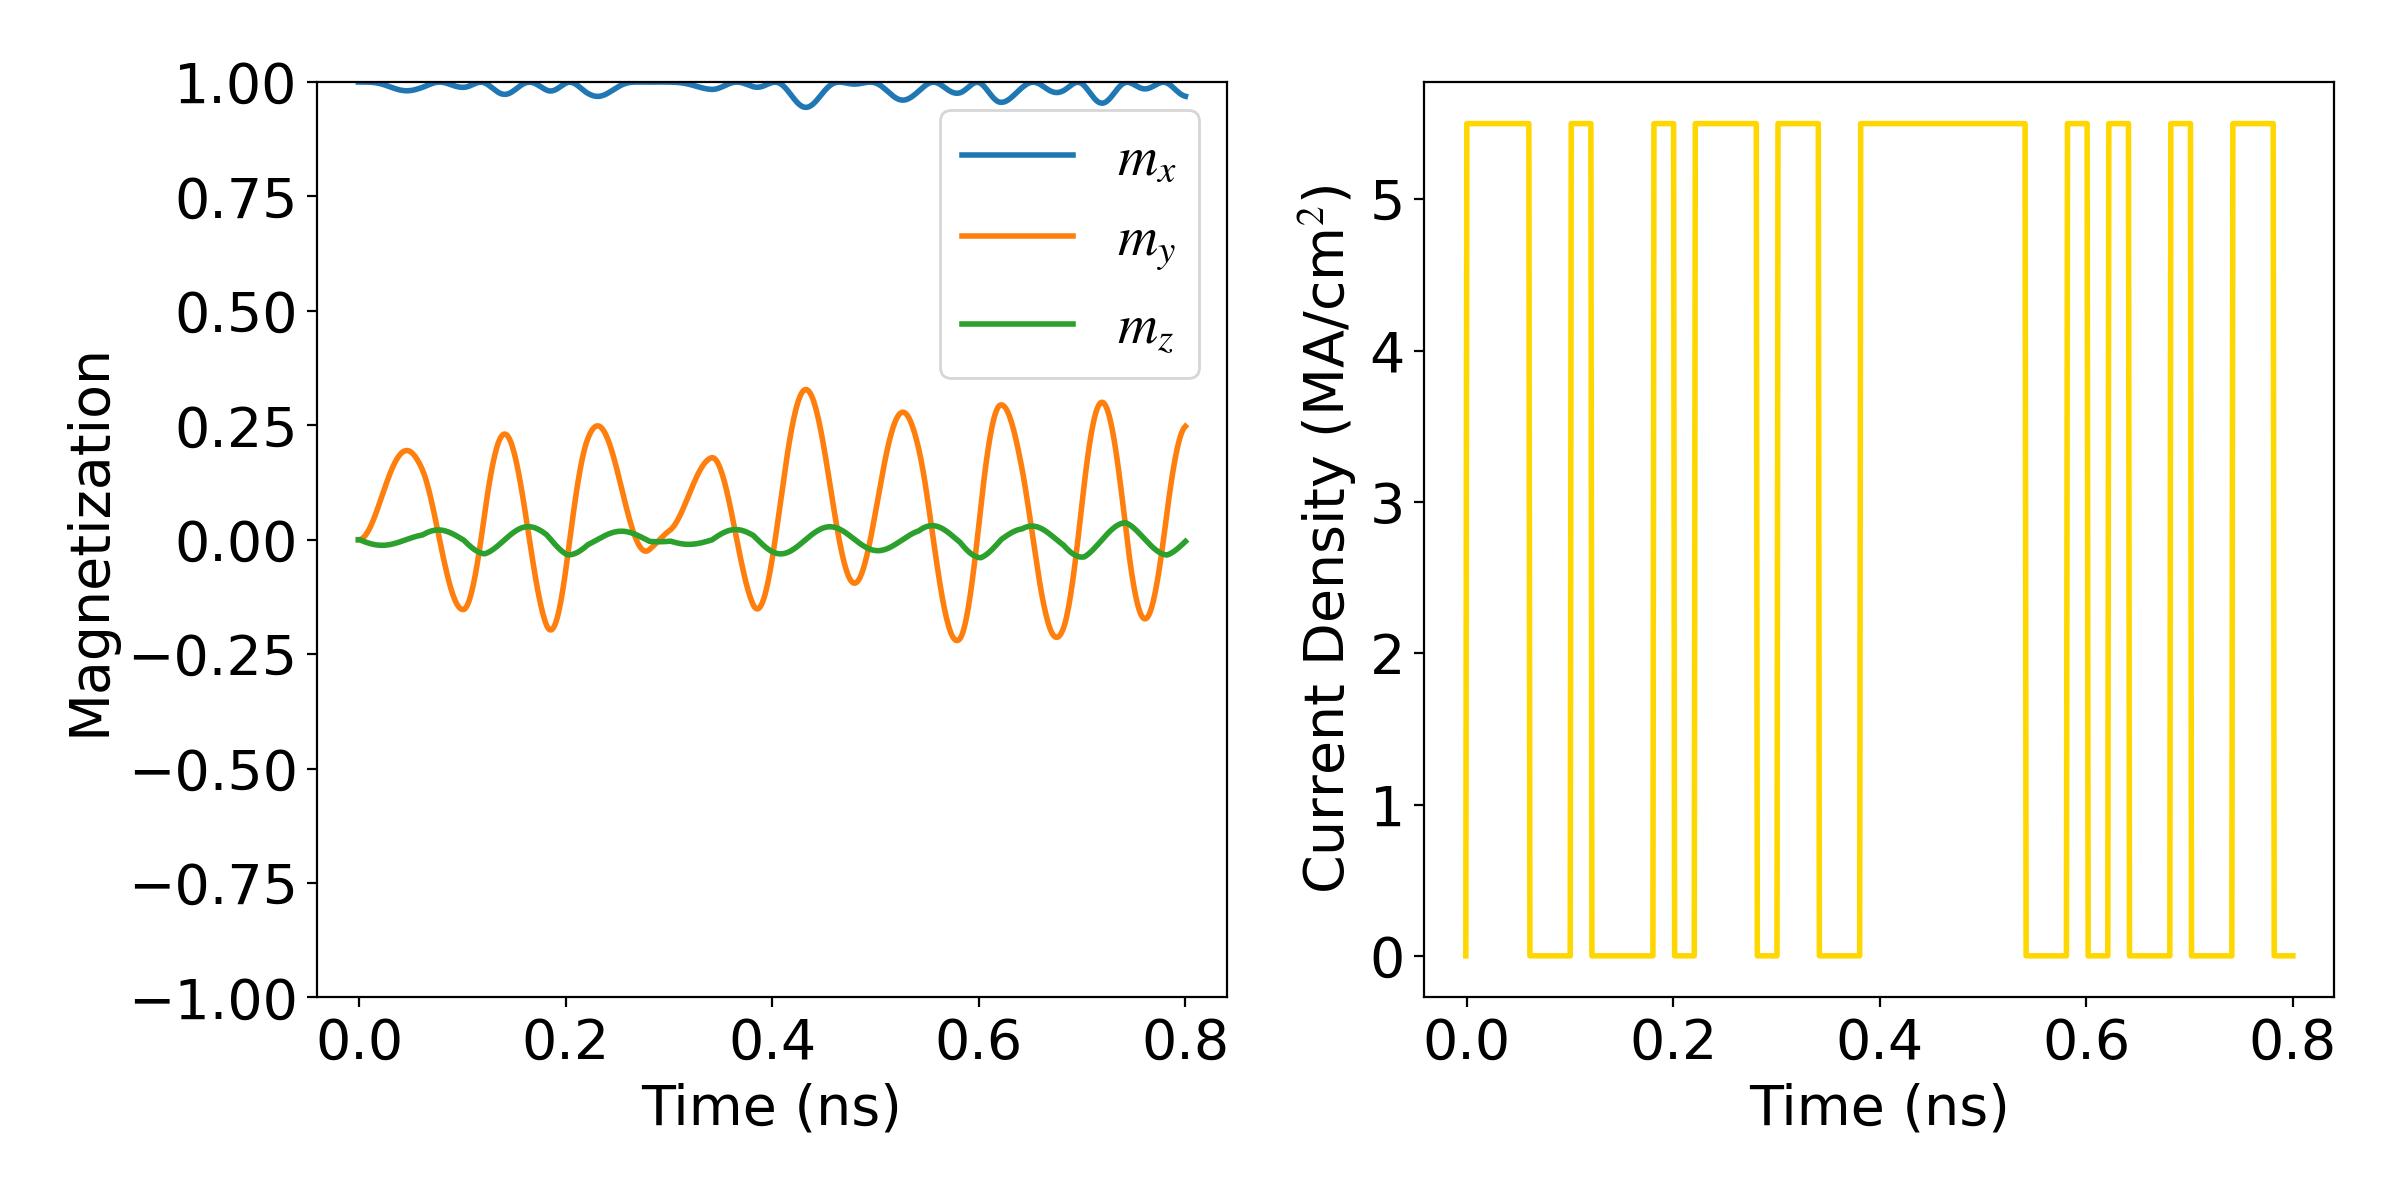 1.00
0.75
0.50
0.25
0.00
−0.25
−0.50
−0.75
−1.00
Magnetization
0.0 0.2 0.4 0.6 0.8
Time (ns)
m_x
m_y
m_z
5
4
3
2
1
0
Current Density (MA/cm²)
0.0 0.2 0.4 0.6 0.8
Time (ns)